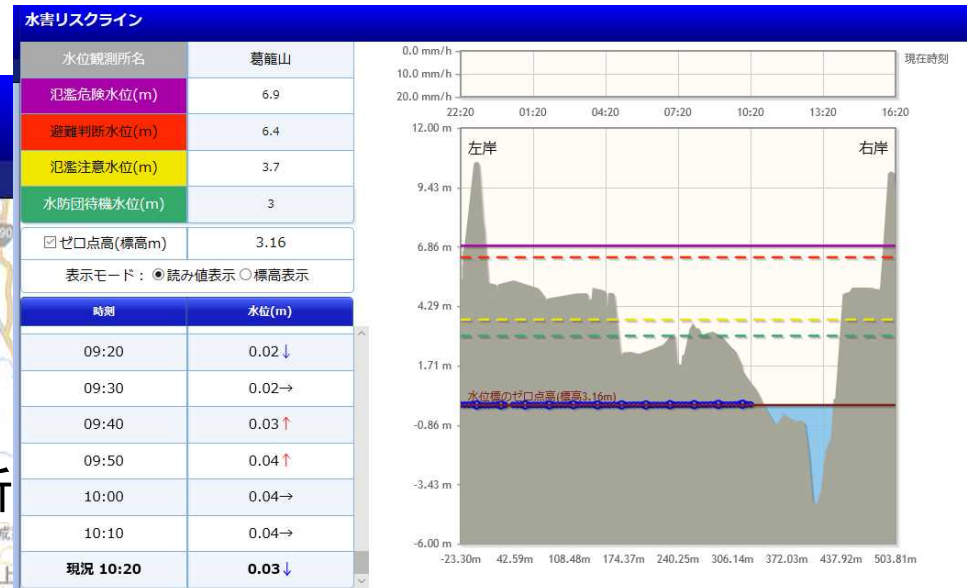 水害リスクライン
水位観測所名 葛籠山
氾濫危険水位(m) 6.9
避難判断水位(m) 6.4
氾濫注意水位(m) 3.7
水防団待機水位(m) 3
ゼロ点高(標高m) 3.16
表示モード： 読み値表示 標高表示
時刻 水位(m)
09:20 0.02↓
09:30 0.02→
09:40 0.03↑
09:50 0.04↑
10:00 0.04→
10:10 0.04→
現況 10:20 0.03↓
0.0 mm/h
10.0 mm/h
20.0 mm/h
現在時刻
22:20 01:20 04:20 07:20 10:20 13:20 16:20
12.00 m
左岸 右岸
9.43 m
6.86 m
4.29 m
1.71 m
水位標のゼロ点高(標高3.16m)
-0.86 m
-3.43 m
-6.00 m
-23.30m 42.59m 108.48m 174.37m 240.25m 306.14m 372.03m 437.92m 503.81m
上